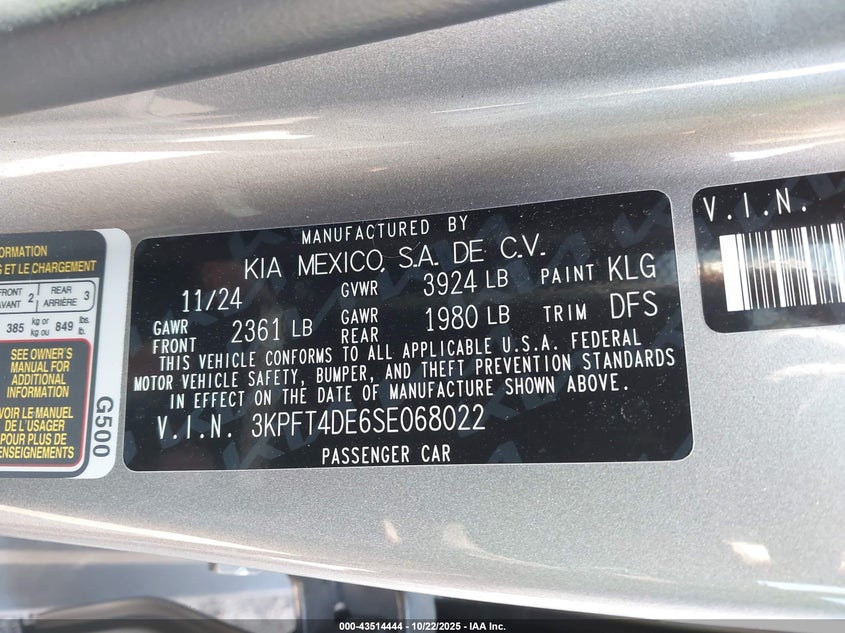 MANUFACTURED BY
KIA MEXICO, S.A. DE C.V.
11/24 GVWR 3924 LB PAINT KLG
GAWR FRONT 2361 LB GAWR REAR 1980 LB TRIM DFS
THIS VEHICLE CONFORMS TO ALL APPLICABLE U.S.A. FEDERAL
MOTOR VEHICLE SAFETY, BUMPER, AND THEFT PREVENTION STANDARDS
IN EFFECT ON THE DATE OF MANUFACTURE SHOWN ABOVE.
V.I.N. 3KPFT4DE6SE068022
PASSENGER CAR
ET LE CHARGEMENT
FRONT 2 REAR 3
ARRIÈRE
385 kg or 849 lbs.
kg ou lb.
SEE OWNER'S
MANUAL FOR
ADDITIONAL
INFORMATION
VOIR LE MANUEL
DE
POUR PLUS DE
G500
V.I.N.
000-43514444 - 10/22/2025 - IAA Inc.